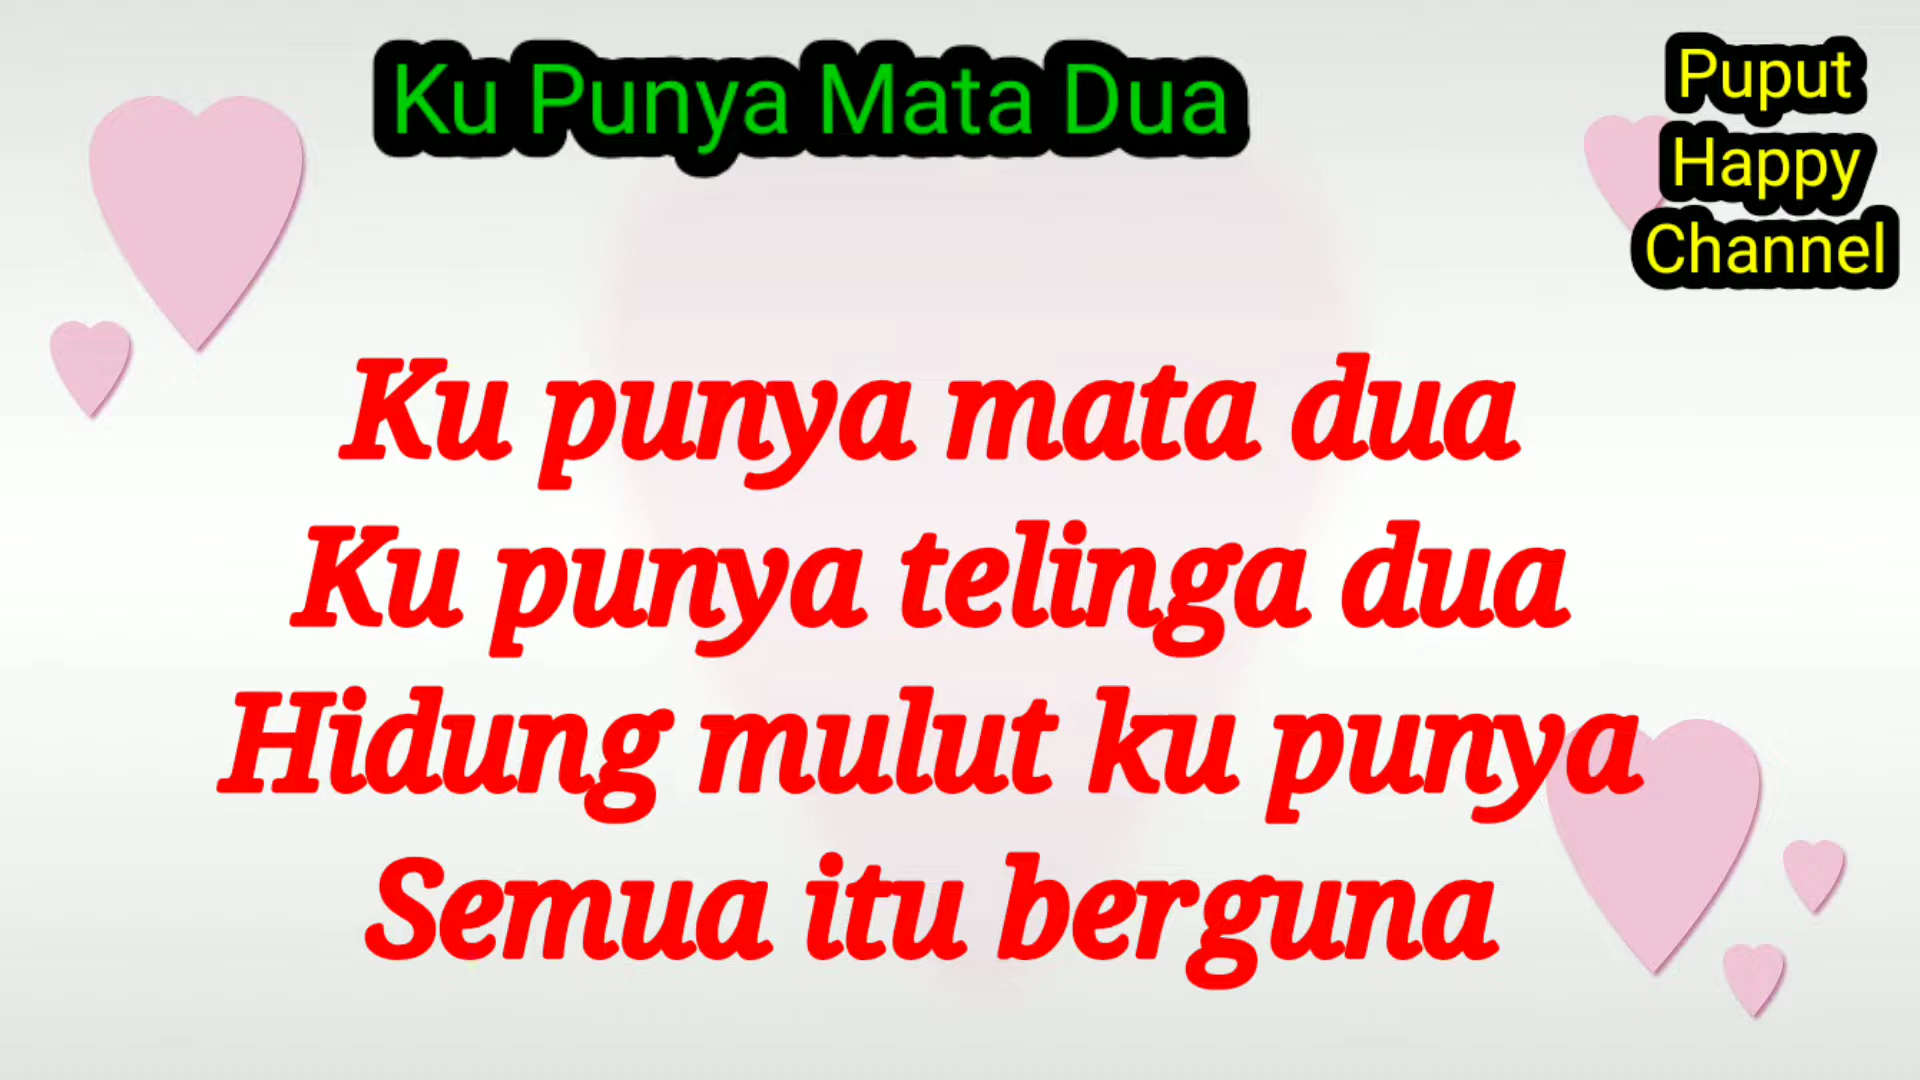 Ku Punya Mata Dua
Puput
Happy
Channel
Ku punya mata dua
Ku punya telinga dua
Hidung mulut ku punya
Semua itu berguna